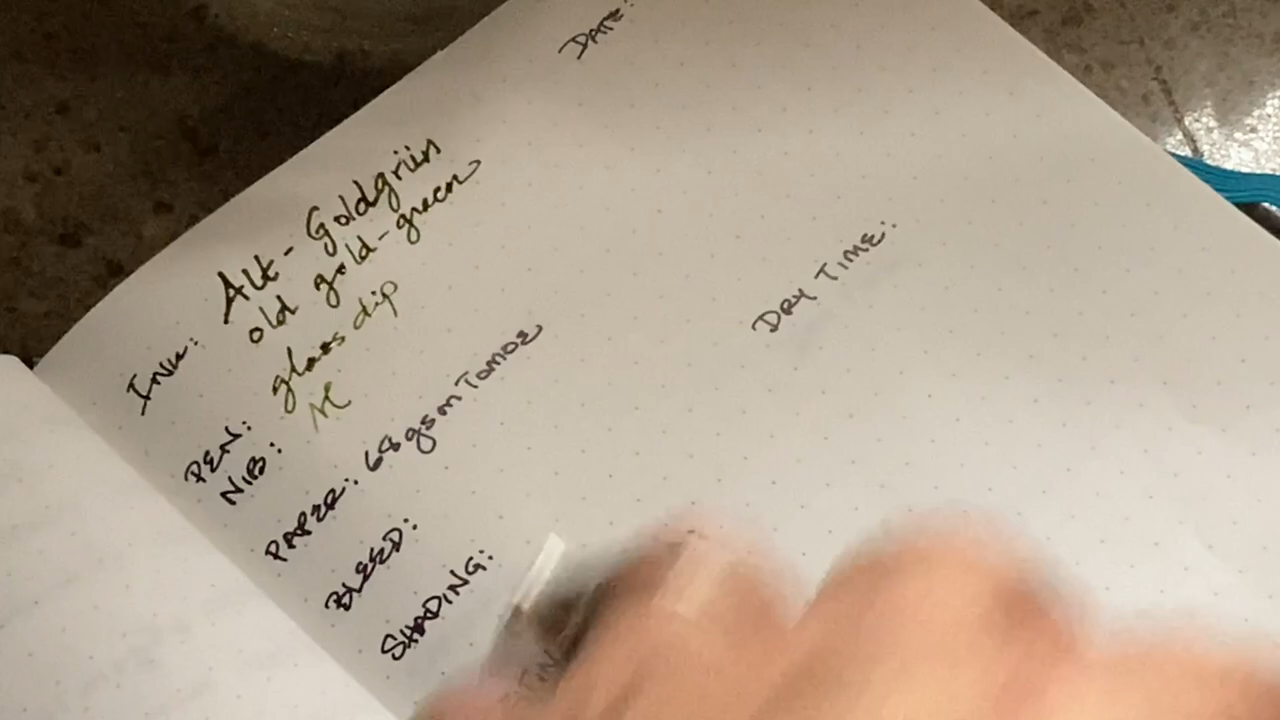 DATE:
INK: Alt-Goldgrün
old gold-green
PEN: glass dip
NIB: M
PAPER: 68gsm TOMOE
DRY TIME:
BLEED:
SHADING: